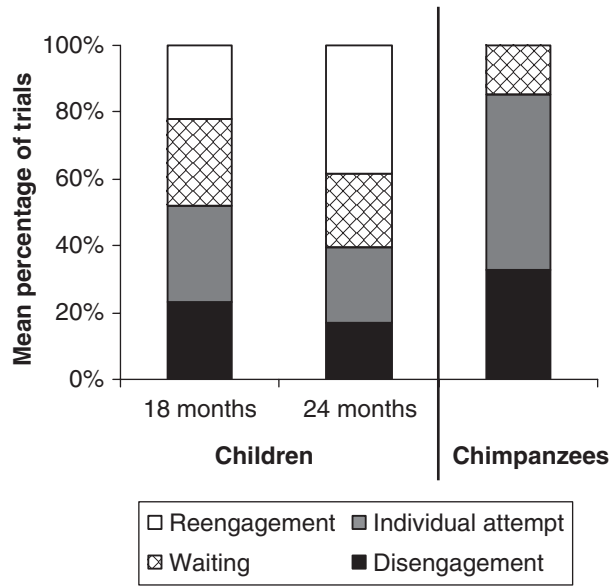 Mean percentage of trials
100%
80%
60%
40%
20%
0%
18 months 24 months
Children Chimpanzees
Reengagement Individual attempt
Waiting Disengagement